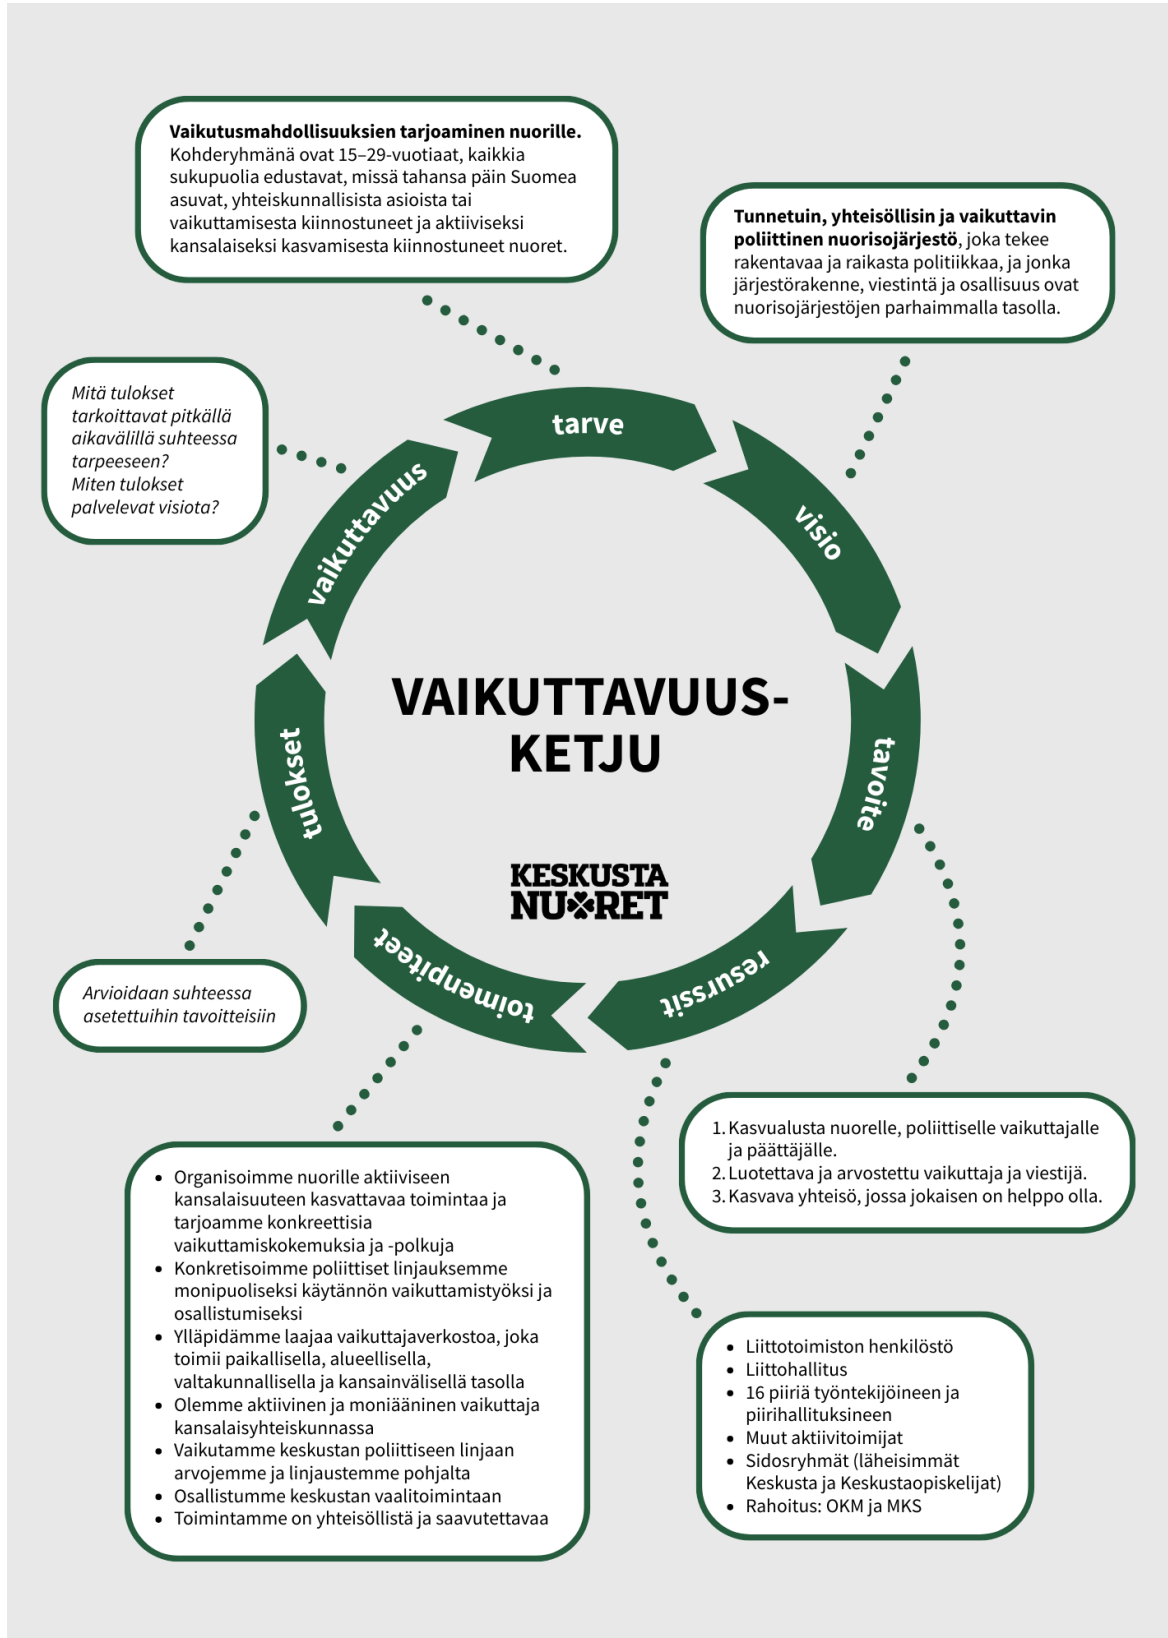 Vaikutusmahdollisuuksien tarjoaminen nuorille.
Kohderyhmänä ovat 15–29-vuotiaat, kaikkia
sukupuolia edustavat, missä tahansa päin Suomea
asuvat, yhteiskunnallisista asioista tai
vaikuttamisesta kiinnostuneet ja aktiiviseksi
kansalaiseksi kasvamisesta kiinnostuneet nuoret.
Tunnetuin, yhteisöllisin ja vaikuttavin
poliittinen nuorisojärjestö, joka tekee
rakentavaa ja raikasta politiikkaa, ja jonka
järjestörakenne, viestintä ja osallisuus ovat
nuorisojärjestöjen parhaimmalla tasolla.
Mitä tulokset
tarkoittavat pitkällä
aikavälillä suhteessa
tarpeeseen?
Miten tulokset
palvelevat visiota?
tarve
visio
tavoite
resurssit
toimenpiteet
tulokset
vaikuttavuus
VAIKUTTAVUUS-
KETJU
KESKUSTA
NU RET
Arvioidaan suhteessa
asetettuihin tavoitteisiin
1. Kasvualusta nuorelle, poliittiselle vaikuttajalle
ja päättäjälle.
2. Luotettava ja arvostettu vaikuttaja ja viestijä.
3. Kasvava yhteisö, jossa jokaisen on helppo olla.
• Organisoimme nuorille aktiiviseen
kansalaisuuteen kasvattavaa toimintaa ja
tarjoamme konkreettisia
vaikuttamiskokemuksia ja -polkuja
• Konkretisoimme poliittiset linjauksemme
monipuoliseksi käytännön vaikuttamistyöksi ja
osallistumiseksi
• Ylläpidämme laajaa vaikuttajaverkostoa, joka
toimii paikallisella, alueellisella,
valtakunnallisella ja kansainvälisellä tasolla
• Olemme aktiivinen ja moniääninen vaikuttaja
kansalaisyhteiskunnassa
• Vaikutamme keskustan poliittiseen linjaan
arvojemme ja linjaustemme pohjalta
• Osallistumme keskustan vaalitoimintaan
• Toimintamme on yhteisöllistä ja saavutettavaa
• Liittotoimiston henkilöstö
• Liittohallitus
• 16 piiriä työntekijöineen ja
piirihallituksineen
• Muut aktiivitoimijat
• Sidosryhmät (läheisimmät
Keskusta ja Keskustaopiskelijat)
• Rahoitus: OKM ja MKS